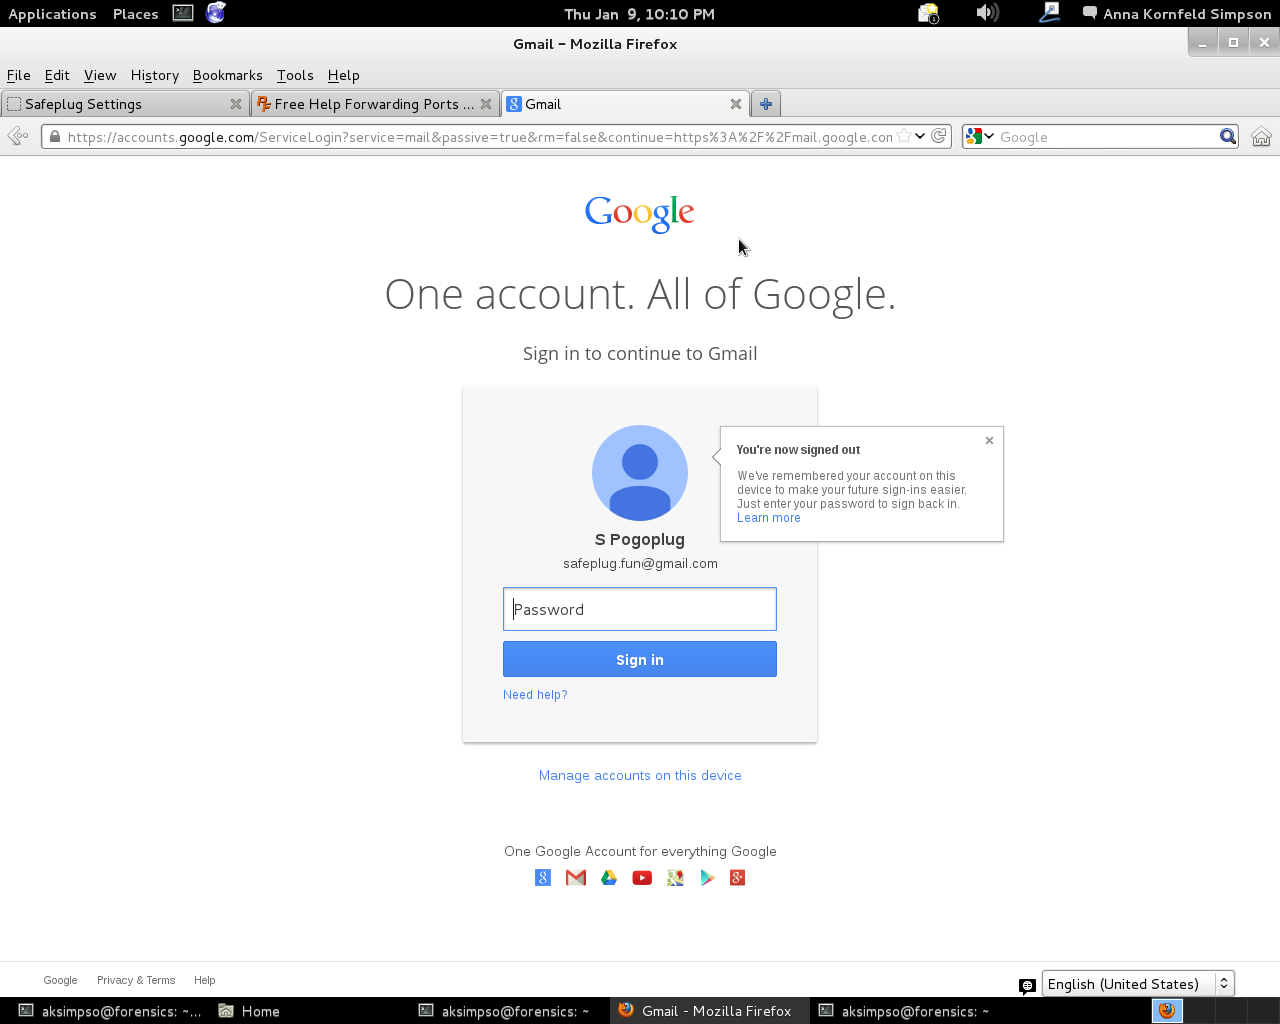 Applications Places Thu Jan 9, 10:10 PM 1 Anna Kornfeld Simpson
Gmail - Mozilla Firefox
File Edit View History Bookmarks Tools Help
Safeplug Settings Free Help Forwarding Ports ... Gmail
https://accounts.google.com/ServiceLogin?service=mail&passive=true&rm=false&continue=https%3A%2F%2Fmail.google.com Google
Google
One account. All of Google.
Sign in to continue to Gmail
You're now signed out
We've remembered your account on this
device to make your future sign-ins easier.
Just enter your password to sign back in.
Learn more
S Pogoplug
safeplug.fun@gmail.com
Password
Sign in
Need help?
Manage accounts on this device
One Google Account for everything Google
Google Privacy & Terms Help English (United States)
aksimpso@forensics: ~... Home aksimpso@forensics: ~ Gmail - Mozilla Firefox aksimpso@forensics: ~